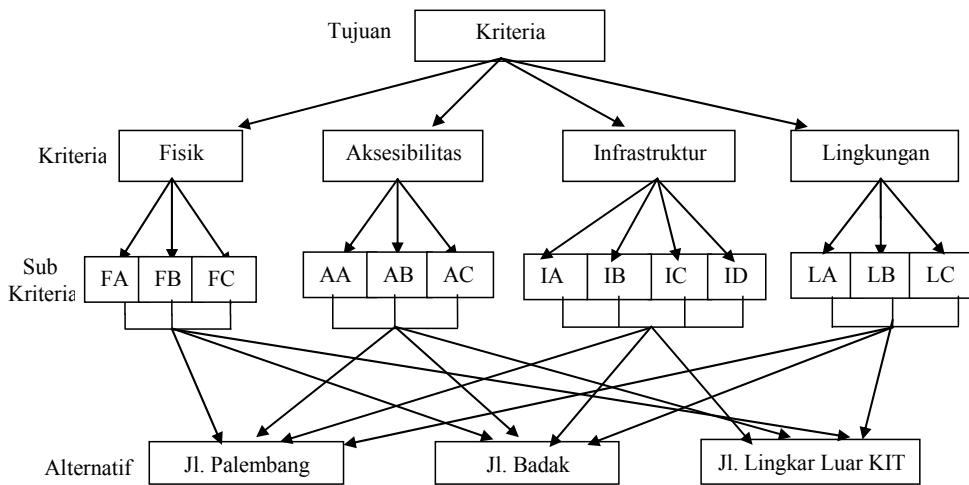 Tujuan
Kriteria
Kriteria
Fisik
Aksesibilitas
Infrastruktur
Lingkungan
Sub
Kriteria
FA FB FC
AA AB AC
IA IB IC ID
LA LB LC
Alternatif
Jl. Palembang
Jl. Badak
Jl. Lingkar Luar KIT